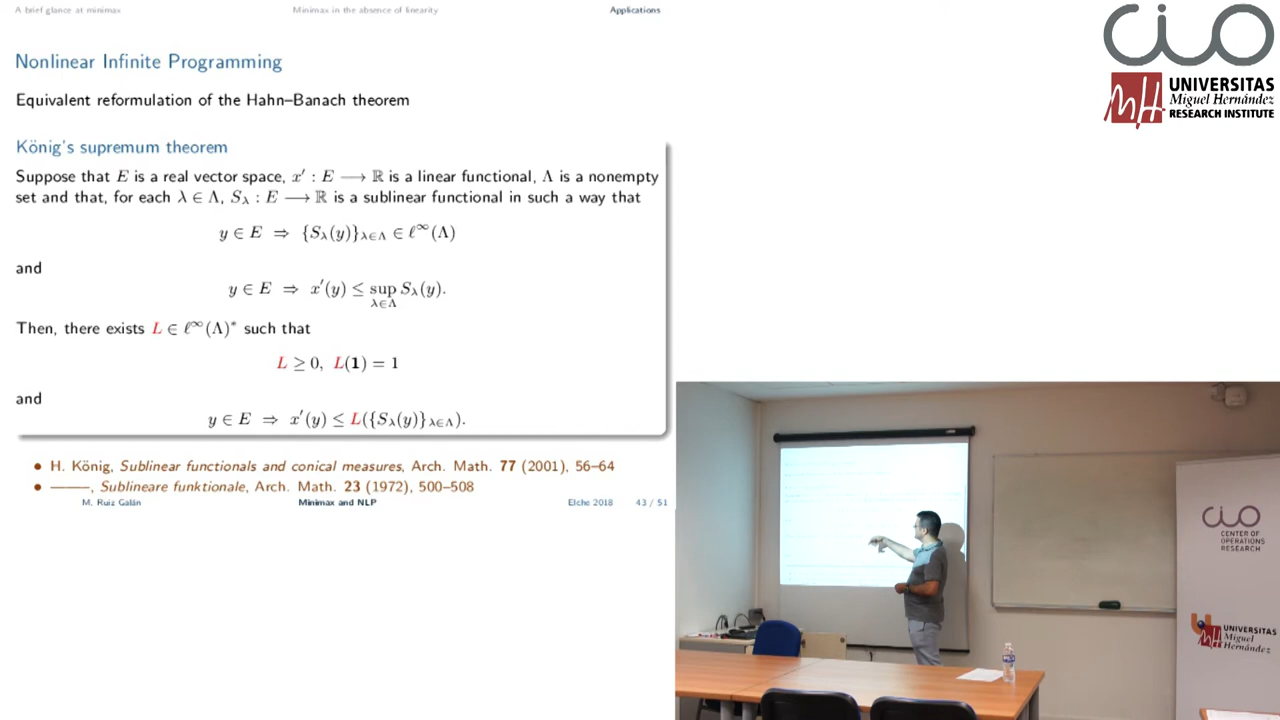 A brief glance at minimax
Minimax in the absence of linearity
Applications
Nonlinear Infinite Programming
Equivalent reformulation of the Hahn–Banach theorem
König's supremum theorem
Suppose that E is a real vector space, x′ : E ⟶ ℝ is a linear functional, Λ is a nonempty
set and that, for each λ ∈ Λ, S_λ : E ⟶ ℝ is a sublinear functional in such a way that
y ∈ E ⇒ {S_λ(y)}_{λ∈Λ} ∈ ℓ^∞(Λ)
and
y ∈ E ⇒ x′(y) ≤ sup_{λ∈Λ} S_λ(y).
Then, there exists L ∈ ℓ^∞(Λ)* such that
L ≥ 0, L(1) = 1
and
y ∈ E ⇒ x′(y) ≤ L({S_λ(y)}_{λ∈Λ}).
• H. König, Sublinear functionals and conical measures, Arch. Math. 77 (2001), 56–64
• ——, Sublineare funktionale, Arch. Math. 23 (1972), 500–508
M. Ruiz Galán
Minimax and NLP
Elche 2018
43 / 51
CIO
UNIVERSITAS
Miguel Hernández
RESEARCH INSTITUTE
CIO
CENTER OF
OPERATIONS
RESEARCH
UNIVERSITAS
Miguel
Hernández